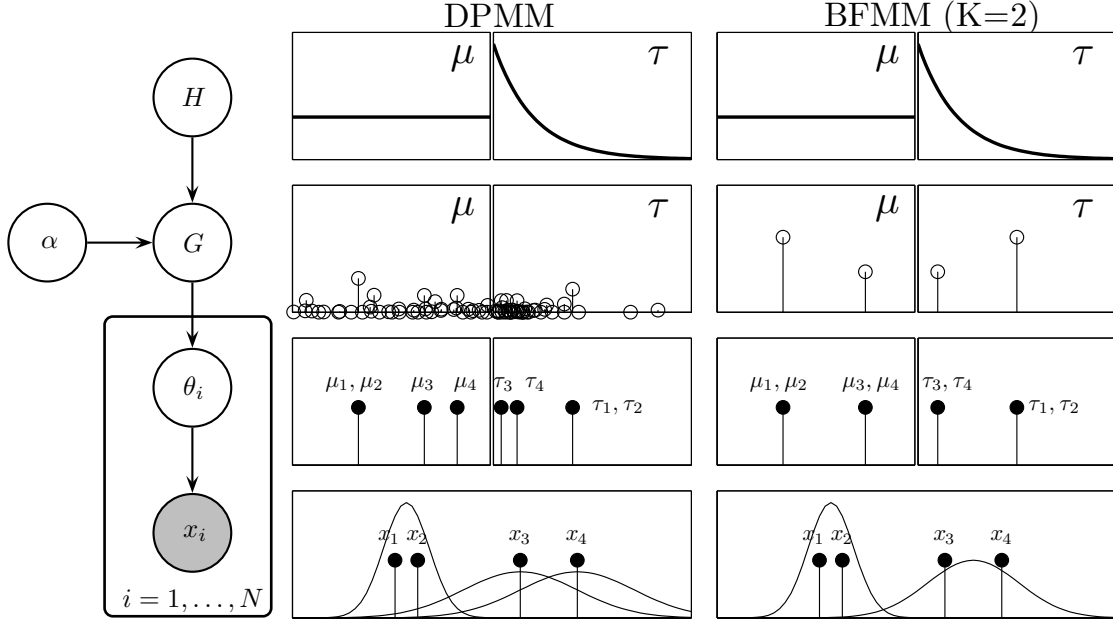 DPMM
BFMM (K=2)
H
μ
τ
μ
τ
α
G
μ
τ
μ
τ
θ_i
μ_1, μ_2
μ_3
μ_4
τ_3
τ_4
τ_1, τ_2
μ_1, μ_2
μ_3, μ_4
τ_3, τ_4
τ_1, τ_2
x_i
x_1
x_2
x_3
x_4
x_1
x_2
x_3
x_4
i = 1, . . . , N